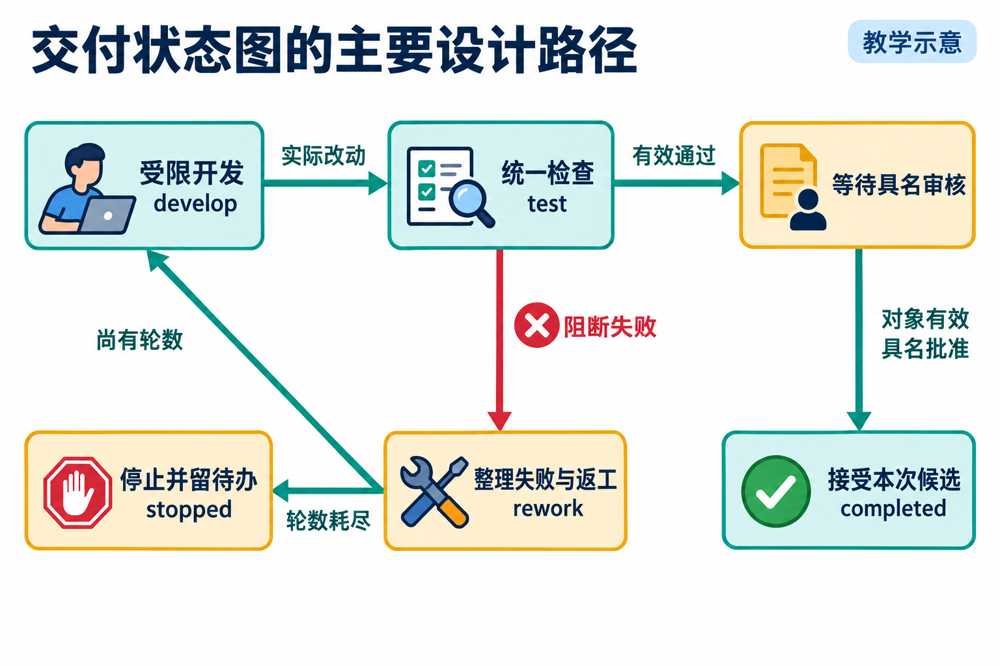 交付状态图的主要设计路径
教学示意
受限开发
develop
实际改动
统一检查
test
有效通过
等待具名审核
尚有轮数
阻断失败
对象有效
具名批准
停止并留待办
stopped
轮数耗尽
整理失败与返工
rework
接受本次候选
completed